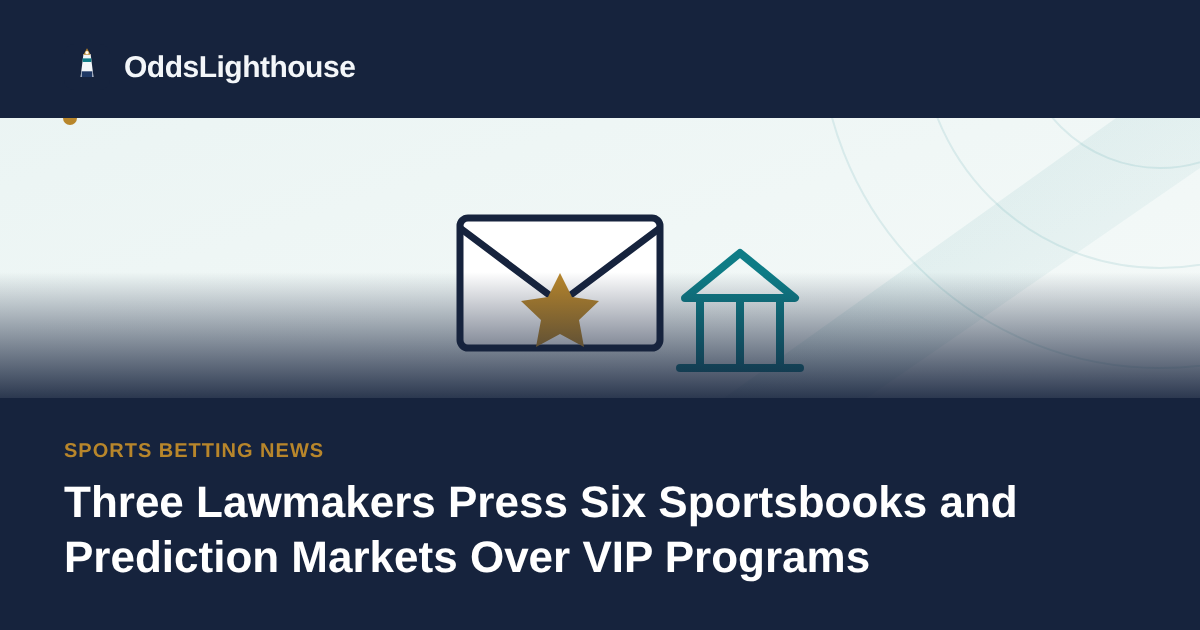 OddsLighthouse
SPORTS BETTING NEWS
Three Lawmakers Press Six Sportsbooks and
Prediction Markets Over VIP Programs